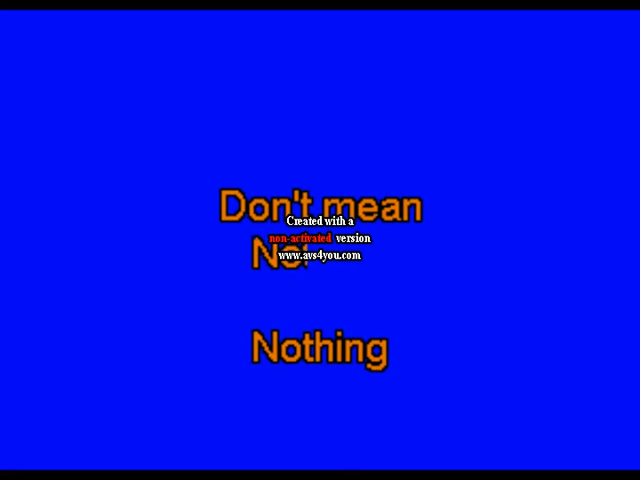 Don't mean
Created with a
non-activated version
www.avs4you.com
Nothing